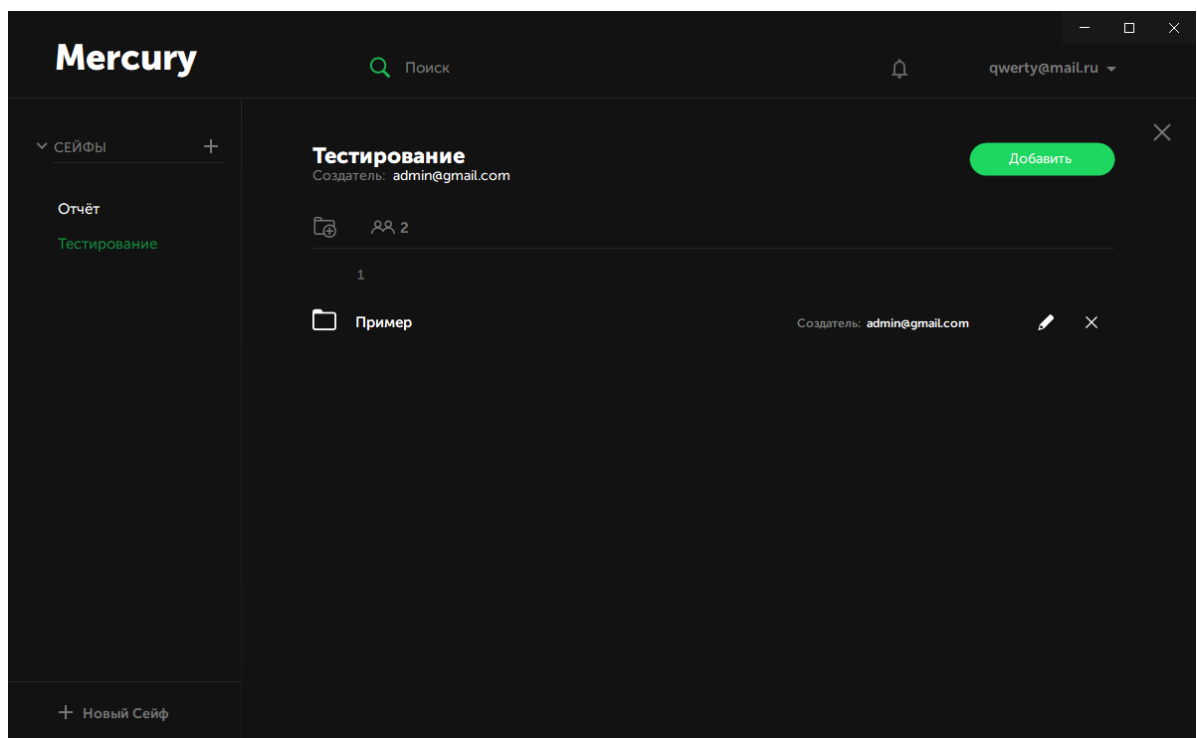 Mercury
Поиск
qwerty@mail.ru
СЕЙФЫ
Отчёт
Тестирование
Новый Сейф
Тестирование
Создатель: admin@gmail.com
Добавить
2
1
Пример
Создатель: admin@gmail.com